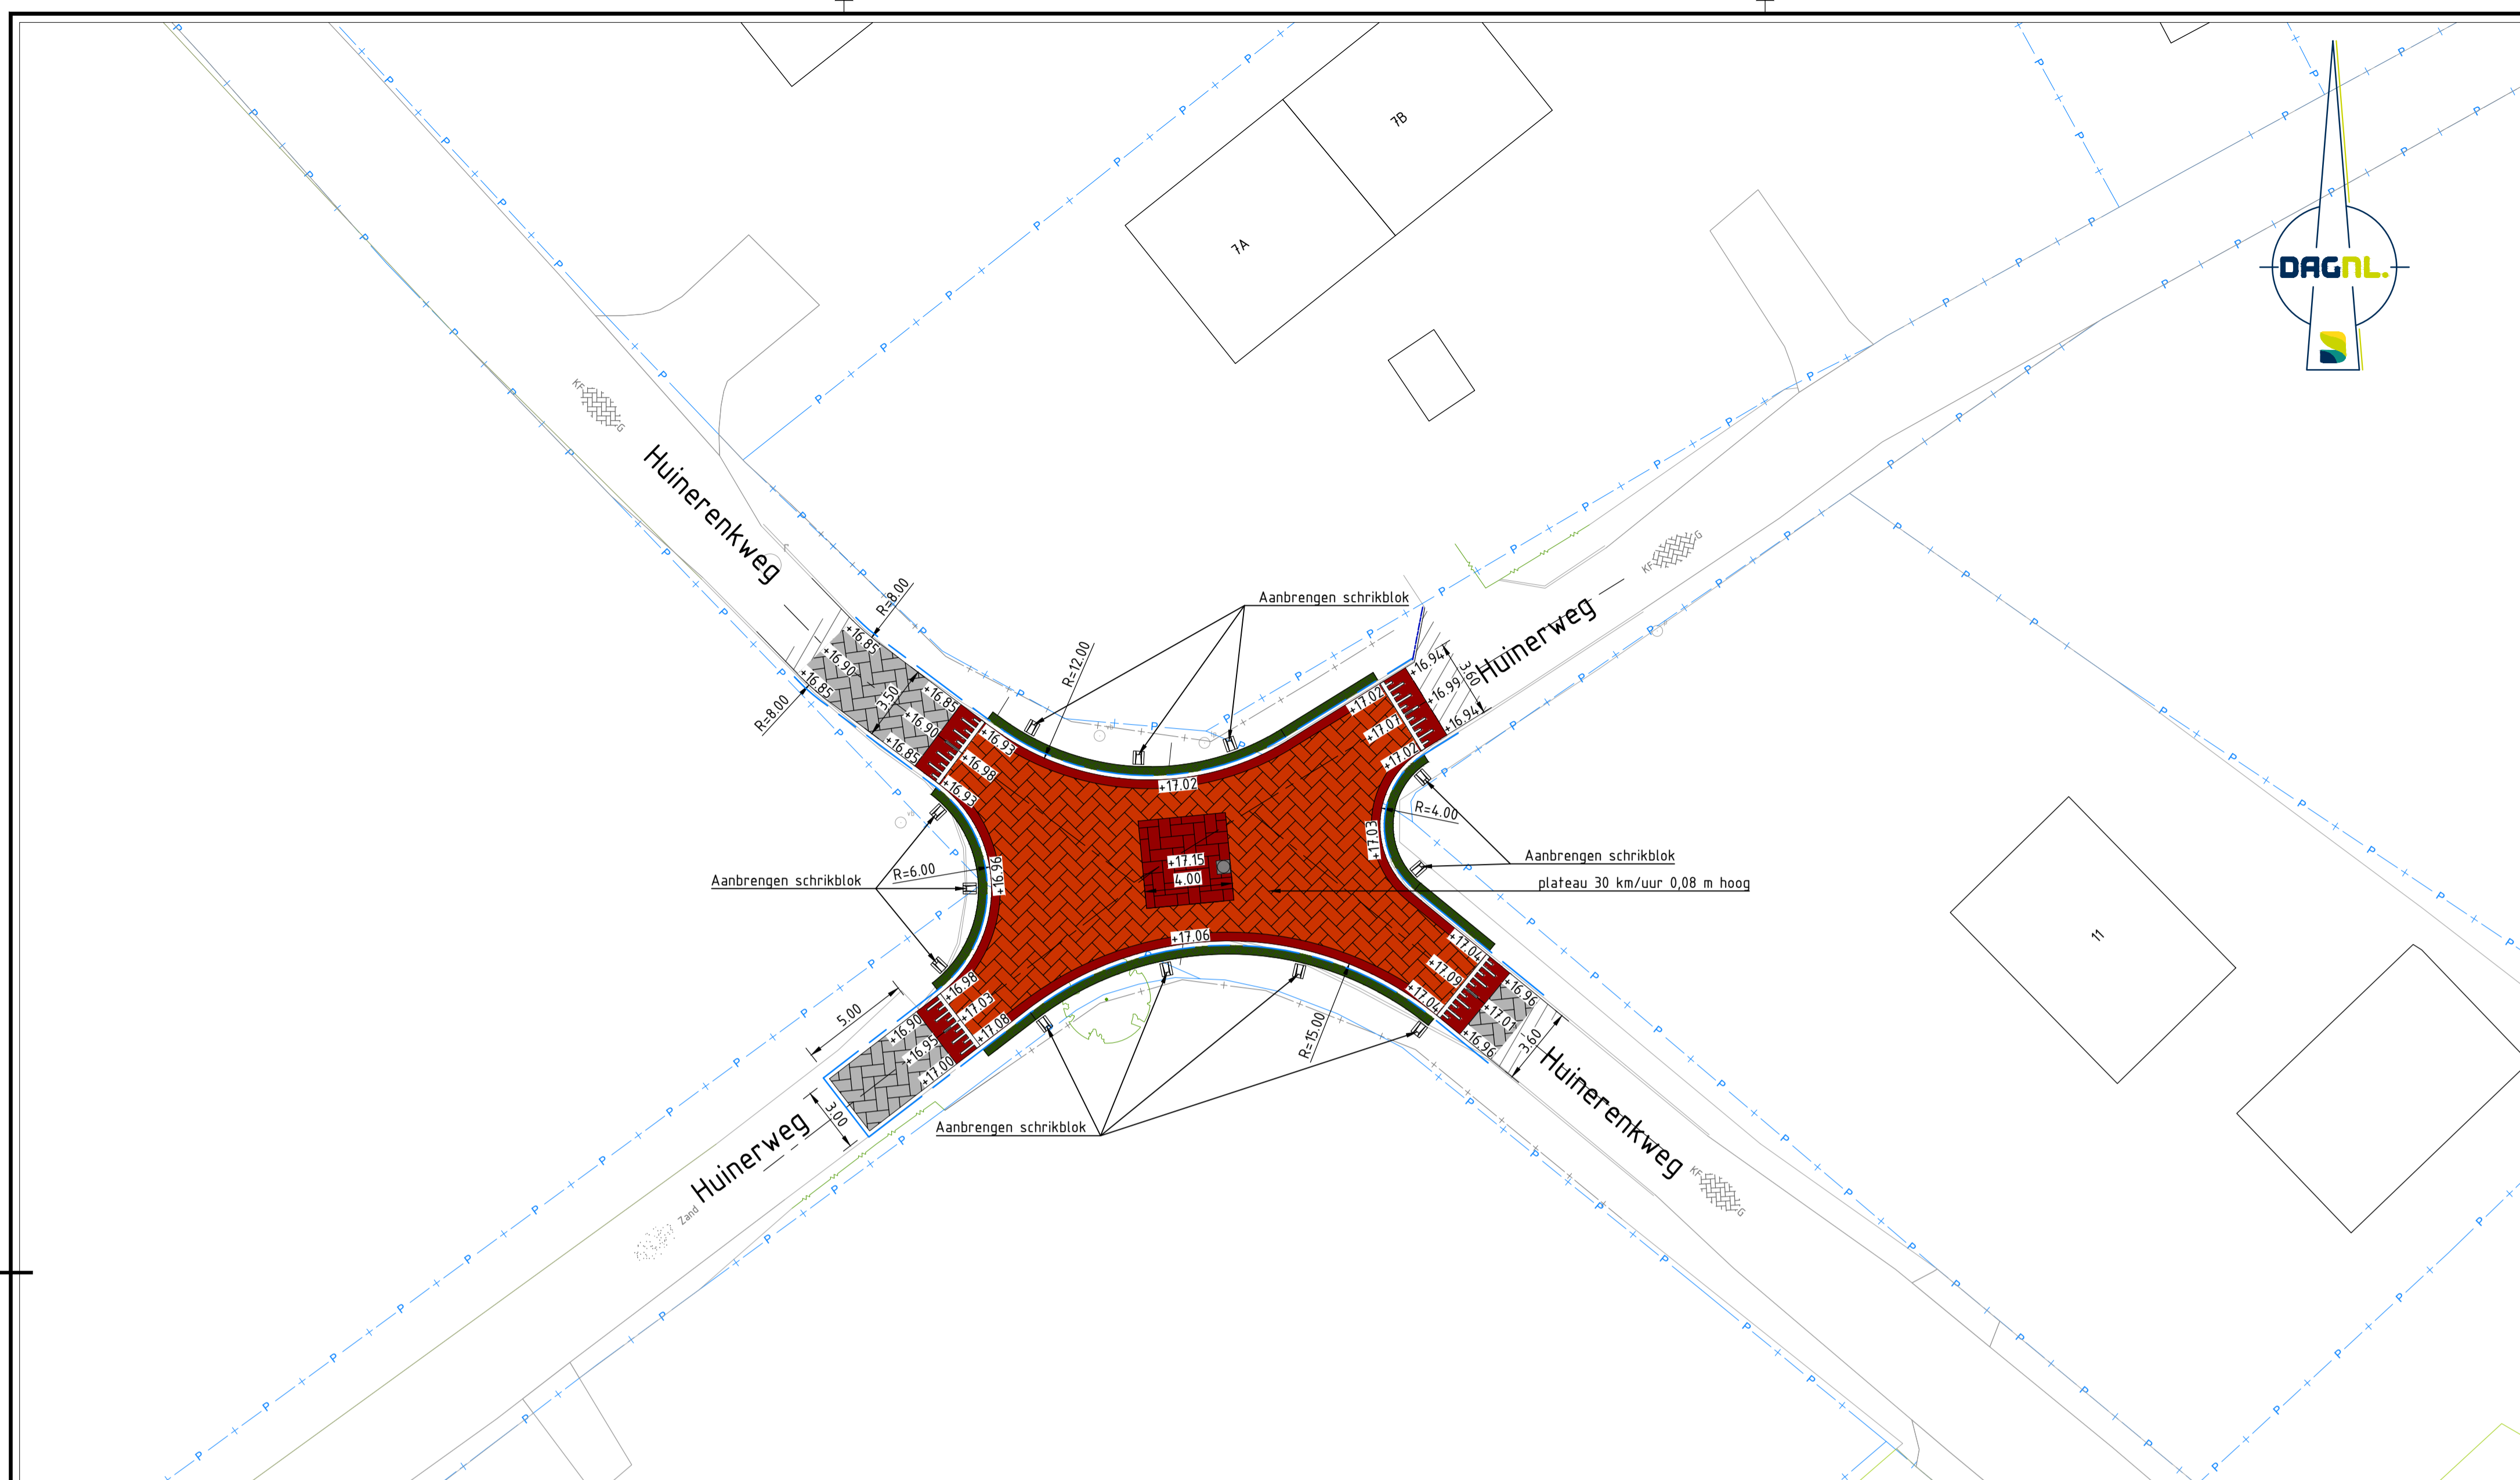 7B
7A
DAGNL.
KF
G
Huinerenkweg
R=8.00
Aanbrengen schrikblok
KF
G
Huinerweg
+16.85
+16.90
+16.85
R=8.00
3.50
+16.85
+16.90
+16.85
R=12.00
+16.94
3.60
+16.99
+16.94
+17.02
+17.07
+17.02
+16.93
+16.98
+16.93
+17.02
R=4.00
+17.03
+17.15
4.00
Aanbrengen schrikblok
plateau 30 km/uur 0,08 m hoog
Aanbrengen schrikblok
R=6.00
+16.96
11
+17.06
+17.04
+17.09
+17.04
+16.96
+17.01
+16.96
3.60
+16.98
+17.03
+17.08
5.00
+16.90
+16.95
+17.00
R=15.00
3.00
Aanbrengen schrikblok
Huinerweg
Huinerenkweg
Zand
KF
G